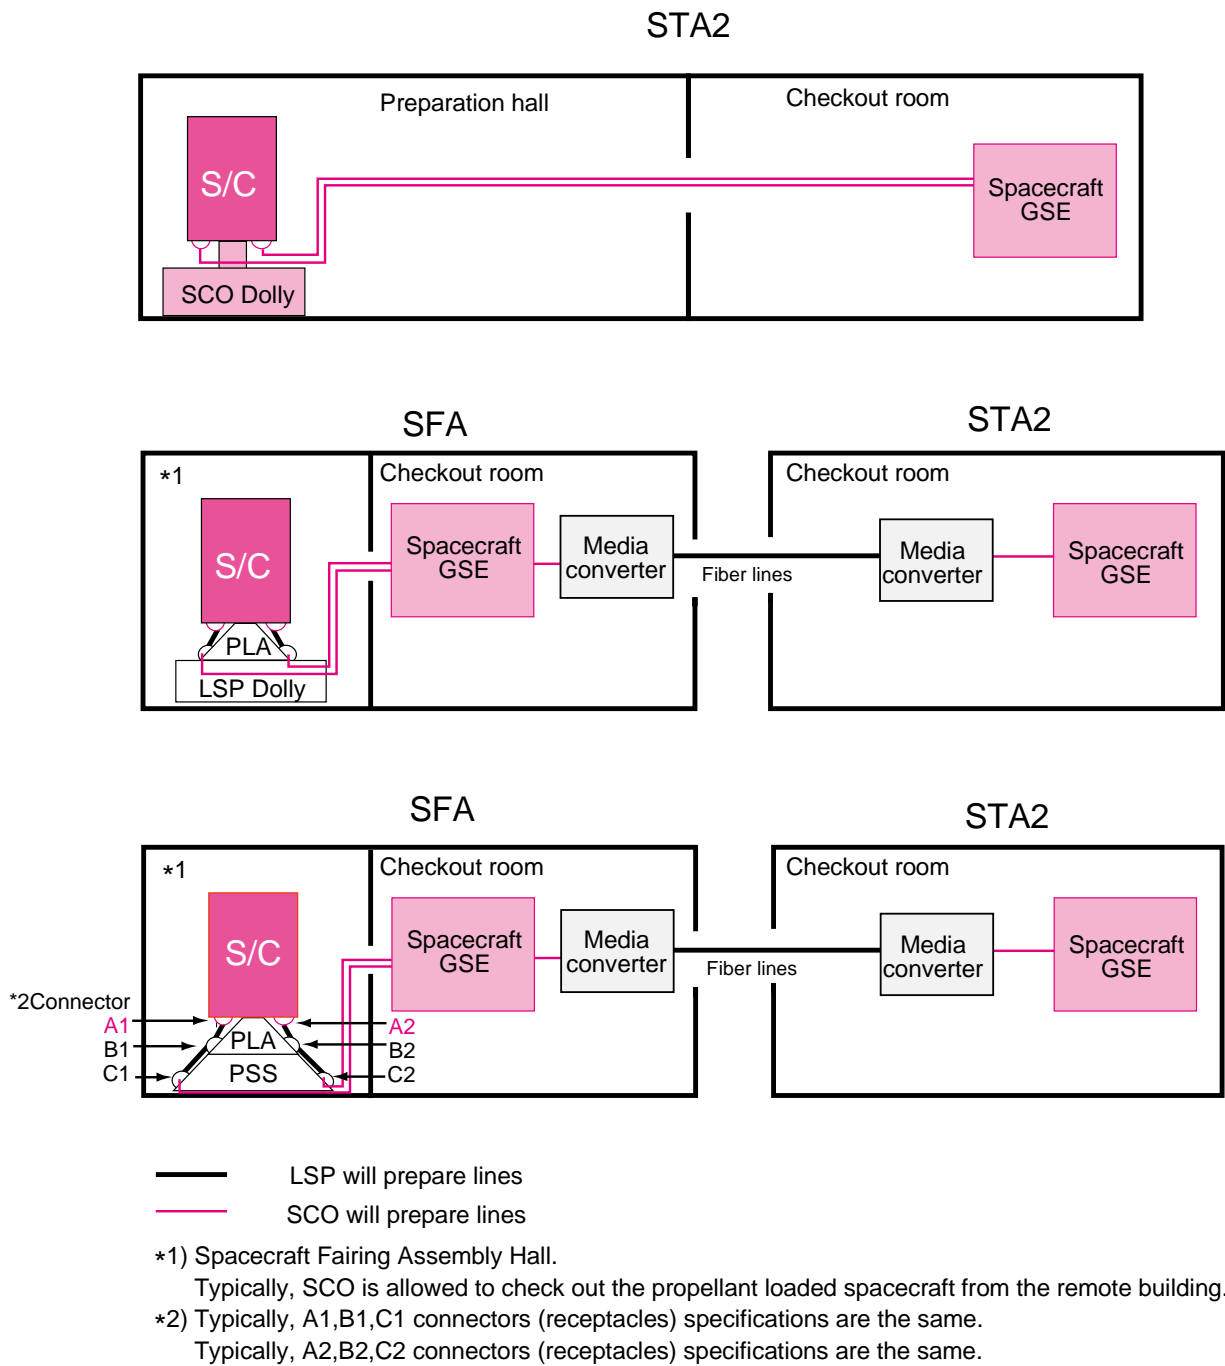 STA2
Preparation hall
Checkout room
S/C
Spacecraft
GSE
SCO Dolly
SFA
STA2
*1
Checkout room
Checkout room
S/C
Spacecraft
GSE
Media
converter
Fiber lines
Media
converter
Spacecraft
GSE
PLA
LSP Dolly
SFA
STA2
*1
Checkout room
Checkout room
S/C
Spacecraft
GSE
Media
converter
Fiber lines
Media
converter
Spacecraft
GSE
*2Connector
A1
A2
B1
PLA
B2
C1
PSS
C2
LSP will prepare lines
SCO will prepare lines
*1) Spacecraft Fairing Assembly Hall.
Typically, SCO is allowed to check out the propellant loaded spacecraft from the remote building.
*2) Typically, A1,B1,C1 connectors (receptacles) specifications are the same.
Typically, A2,B2,C2 connectors (receptacles) specifications are the same.